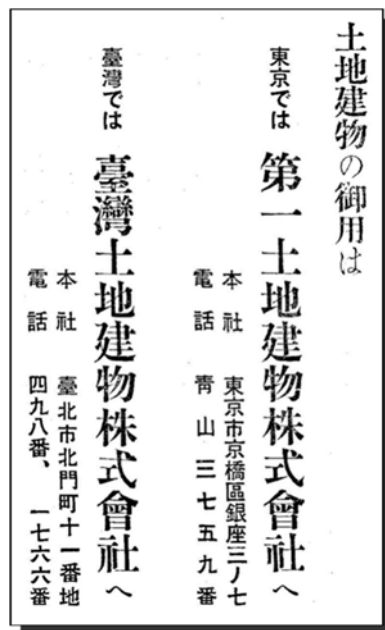 土地建物の御用は
東京では 第一土地建物株式會社へ
本社 東京市京橋區銀座三ノ七
電話 青山三七五九番
臺灣では 臺灣土地建物株式會社へ
本社 臺北市北門町十一番地
電話 四九八番、一七六六番